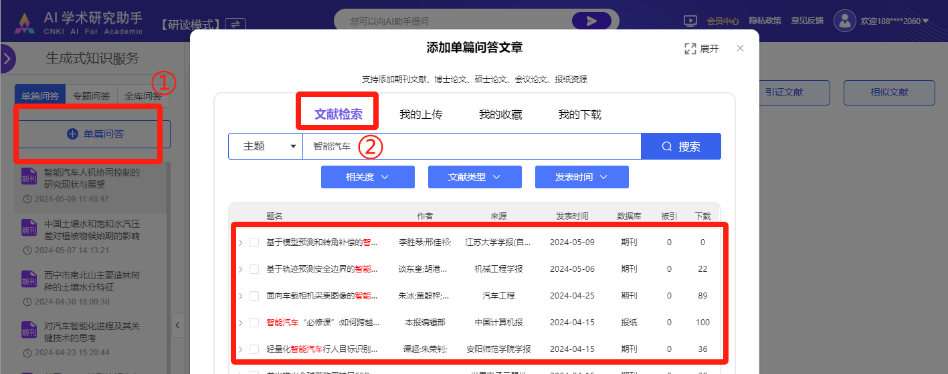 AI 学术研究助手
CNKI AI For Academic
【研读模式】
您可以向AI助手提问
会员中心 隐私政策 意见反馈
欢迎188****2060
生成式知识服务
①
单篇问答 专题问答 全库问答
单篇问答
期刊
智能汽车人机协同控制的
研究现状与展望
2024-05-09 11:46:47
期刊
中国土壤水和饱和水汽压
差对植被物候始期的影响
2024-05-07 14:13:21
期刊
西宁市南北山主要造林树
种的土壤水分特征
2024-04-30 18:09:30
期刊
对汽车智能化进程及其关
键技术的思考
2024-04-23 15:20:44
引证文献 相似文献
添加单篇问答文章
展开
支持添加期刊文献、博士论文、硕士论文、会议论文、报纸资源
文献检索 我的上传 我的收藏 我的下载
主题 智能汽车 ② 搜索
相关度 文献类型 发表时间
题名 作者 来源 发表时间 数据库 被引 下载
基于模型预测和转角补偿的智... 李胜琴;邢佳祁; 江苏大学学报(自... 2024-05-09 期刊 0 0
基于轨迹预测安全边界的智能... 谈东奎;胡港... 机械工程学报 2024-05-06 期刊 0 22
面向车载相机采集图像的智能... 朱冰;... 汽车工程 2024-04-25 期刊 0 89
智能汽车“必修课”:如何跨越... 本报编辑部 中国计算机报 2024-04-15 报纸 0 100
轻量化智能汽车行人目标识别... 谭超;朱荣钊; 安阳师范学院学报 2024-04-15 期刊 0 36